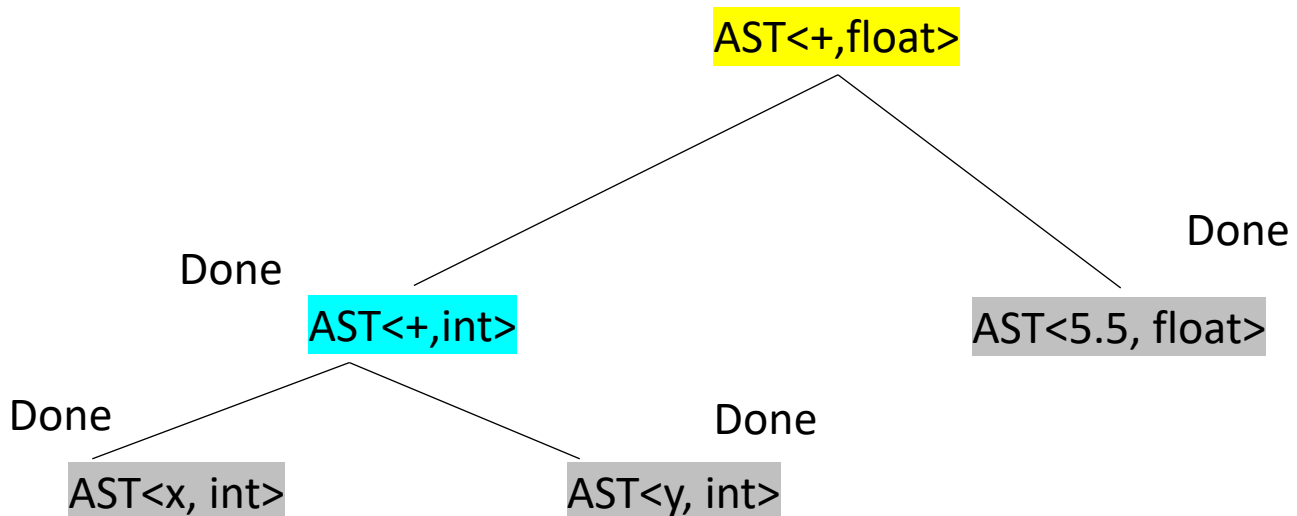 AST<+,float>
Done
Done
AST<+,int>
AST<5.5, float>
Done
Done
AST<x, int>
AST<y, int>